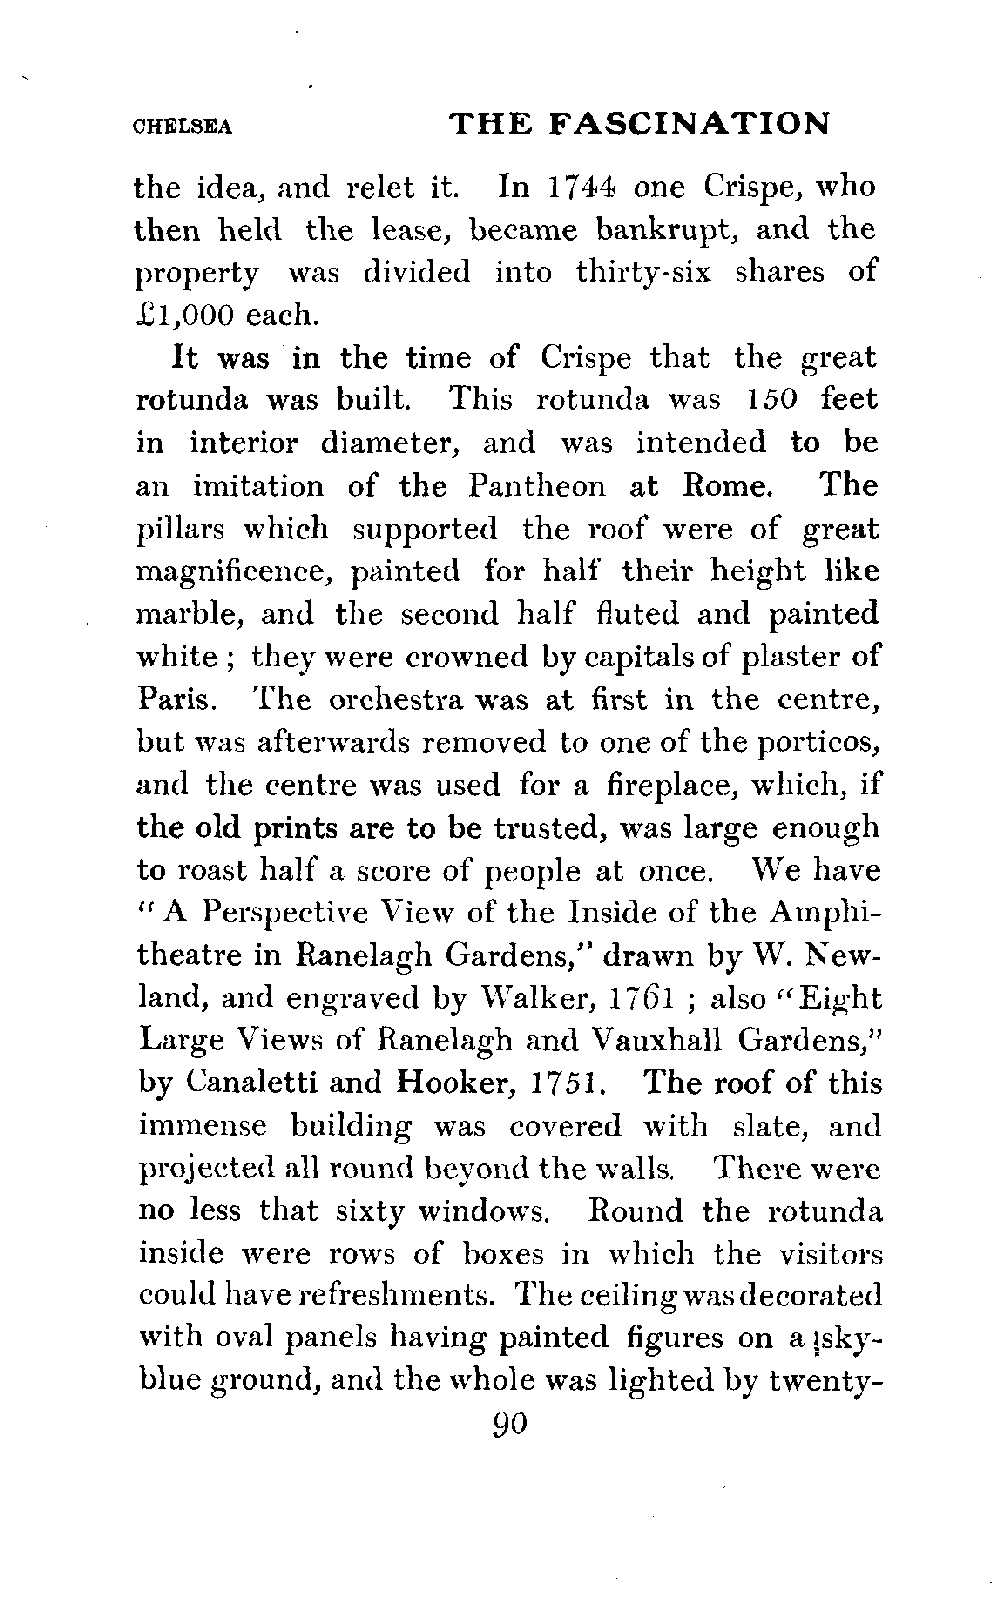 CHELSEA THE FASCINATION
the idea, and relet it. In 1744 one Crispe, who
then held the lease, became bankrupt, and the
property was divided into thirty-six shares of
£1,000 each.
It was in the time of Crispe that the great
rotunda was built. This rotunda was 150 feet
in interior diameter, and was intended to be
an imitation of the Pantheon at Rome. The
pillars which supported the roof were of great
magnificence, painted for half their height like
marble, and the second half fluted and painted
white ; they were crowned by capitals of plaster of
Paris. The orchestra was at first in the centre,
but was afterwards removed to one of the porticos,
and the centre was used for a fireplace, which, if
the old prints are to be trusted, was large enough
to roast half a score of people at once. We have
“ A Perspective View of the Inside of the Amphi-
theatre in Ranelagh Gardens,” drawn by W. New-
land, and engraved by Walker, 1761 ; also “Eight
Large Views of Ranelagh and Vauxhall Gardens,”
by Canaletti and Hooker, 1751. The roof of this
immense building was covered with slate, and
projected all round beyond the walls. There were
no less that sixty windows. Round the rotunda
inside were rows of boxes in which the visitors
could have refreshments. The ceiling was decorated
with oval panels having painted figures on a sky-
blue ground, and the whole was lighted by twenty-
90